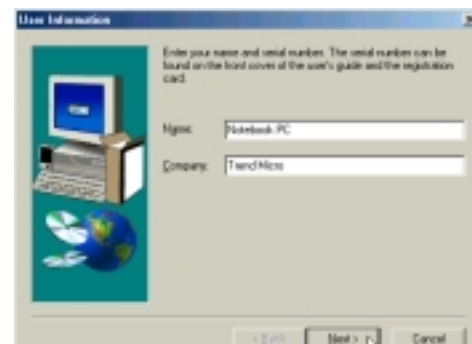 User Information
Enter your name and serial number. The serial number can be
found on the front cover of the user's guide and the registration
card.
Name:
Notebook PC
Company:
Trend Micro
< Back
Next >
Cancel